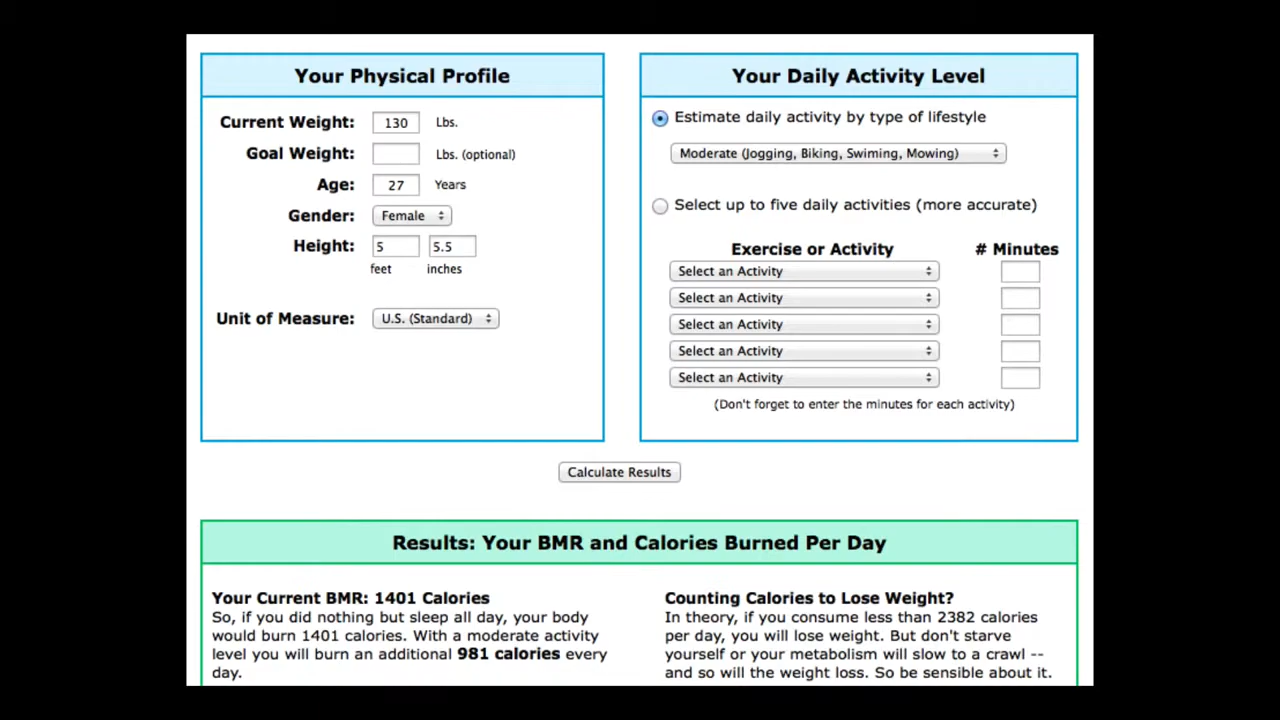 Your Physical Profile
Current Weight: 130 Lbs.
Goal Weight: Lbs. (optional)
Age: 27 Years
Gender: Female
Height: 5 5.5
feet inches
Unit of Measure: U.S. (Standard)
Your Daily Activity Level
Estimate daily activity by type of lifestyle
Moderate (Jogging, Biking, Swiming, Mowing)
Select up to five daily activities (more accurate)
Exercise or Activity # Minutes
Select an Activity
Select an Activity
Select an Activity
Select an Activity
Select an Activity
(Don't forget to enter the minutes for each activity)
Calculate Results
Results: Your BMR and Calories Burned Per Day
Your Current BMR: 1401 Calories
So, if you did nothing but sleep all day, your body
would burn 1401 calories. With a moderate activity
level you will burn an additional 981 calories every
day.
Counting Calories to Lose Weight?
In theory, if you consume less than 2382 calories
per day, you will lose weight. But don't starve
yourself or your metabolism will slow to a crawl --
and so will the weight loss. So be sensible about it.